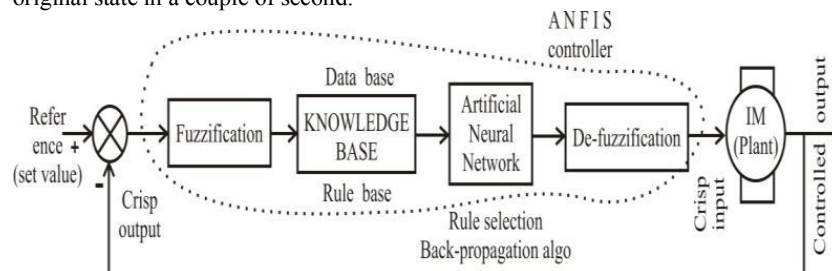 original state in a couple of second.
A N F I S
controller
Data base
Refer
ence +
(set value)
-
Fuzzification
KNOWLEDGE
BASE
Artificial
Neural
Network
De-fuzzification
IM
(Plant)
Rule base
Crisp
output
Rule selection
Back-propagation algo
Crisp
input
Controlled output